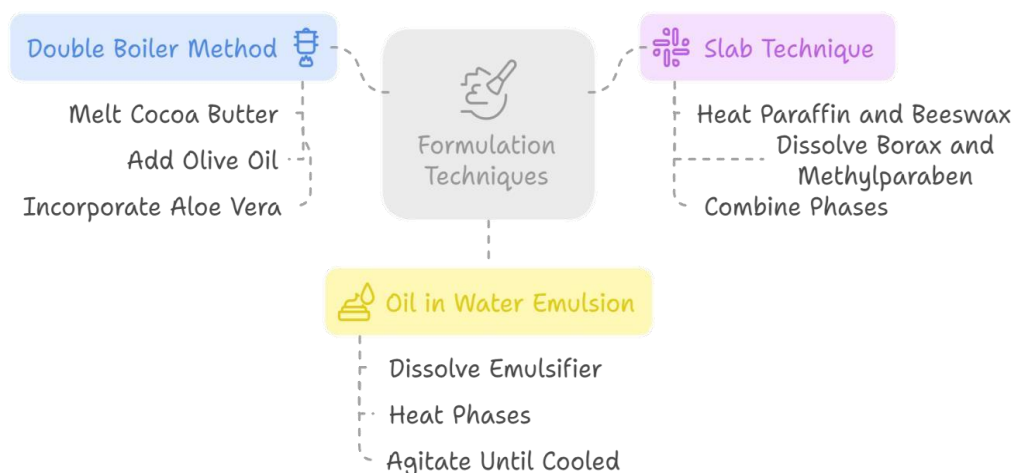 Double Boiler Method
Melt Cocoa Butter
Add Olive Oil
Incorporate Aloe Vera
Formulation
Techniques
Slab Technique
Heat Paraffin and Beeswax
Dissolve Borax and
Methylparaben
Combine Phases
Oil in Water Emulsion
Dissolve Emulsifier
Heat Phases
Agitate Until Cooled